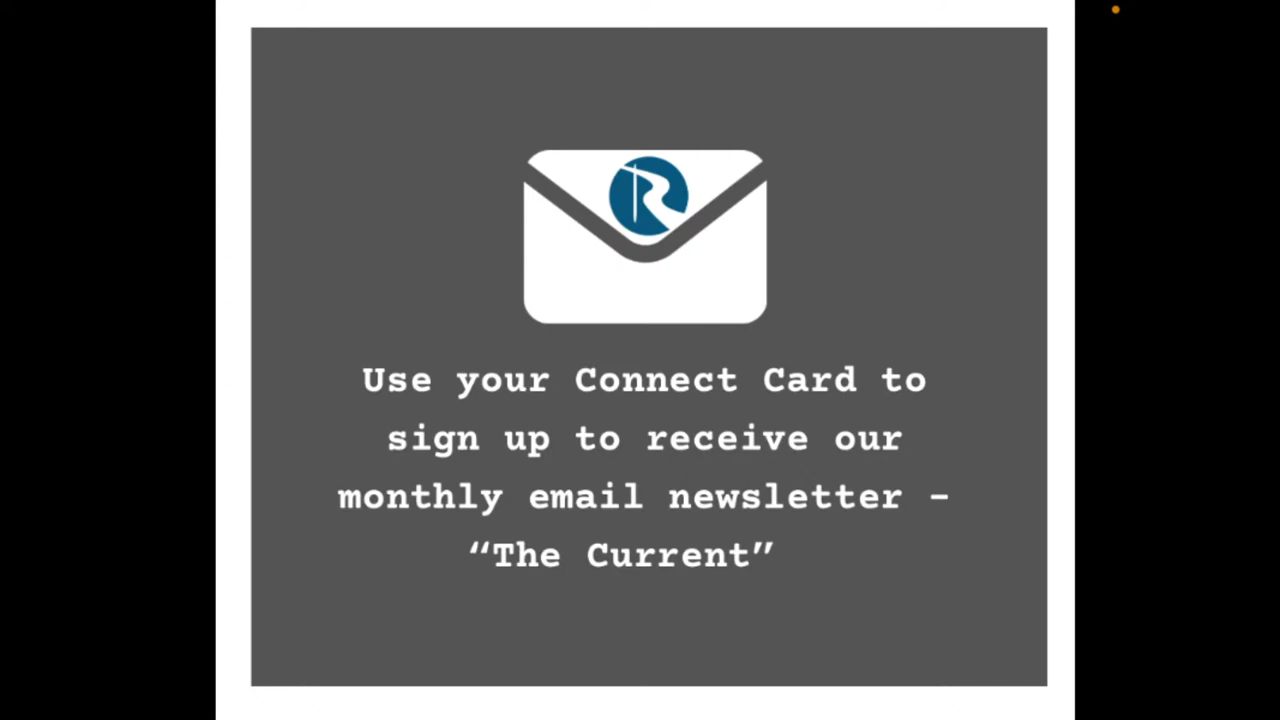 Use your Connect Card to
sign up to receive our
monthly email newsletter –
“The Current”